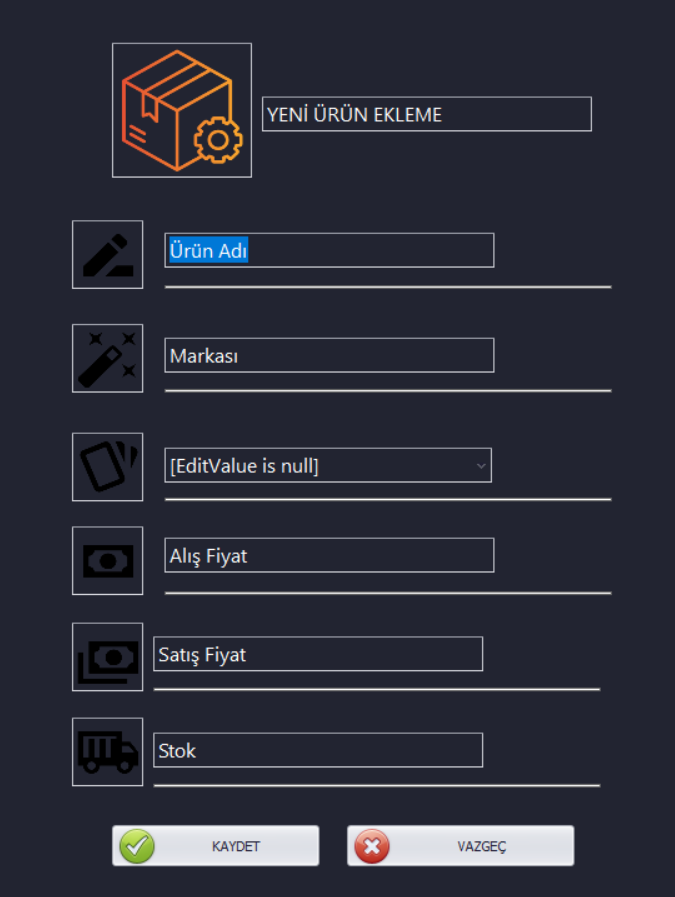 YENİ ÜRÜN EKLEME
Ürün Adı
Markası
[EditValue is null]
Alış Fiyat
Satış Fiyat
Stok
KAYDET
VAZGEÇ